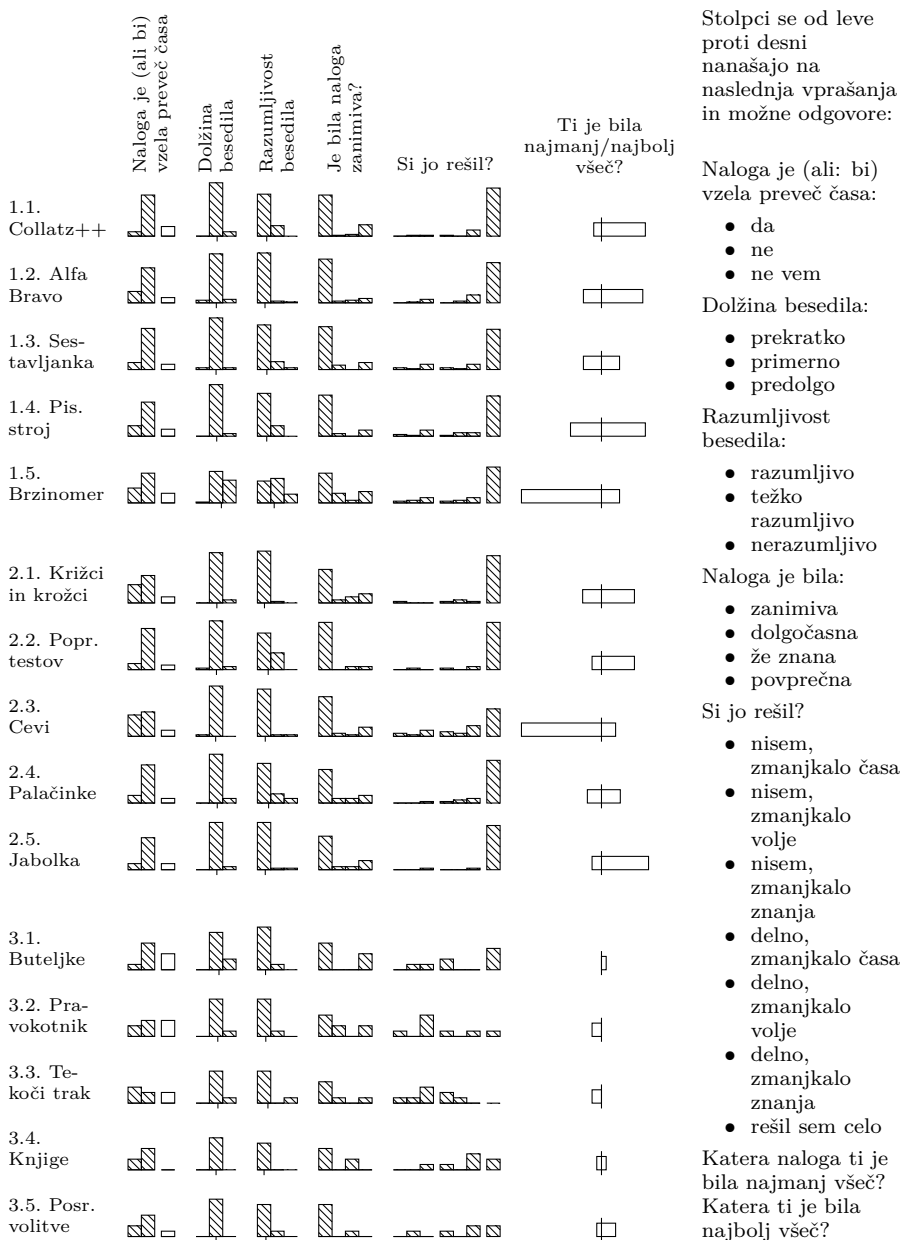 Naloga je (ali bi)
vzela preveč časa
Dolžina
besedila
Razumljivost
besedila
Je bila naloga
zanimiva?
Si jo rešil?
Ti je bila
najmanj/najbolj
všeč?
1.1.
Collatz++
1.2. Alfa
Bravo
1.3. Ses-
tavljanka
1.4. Pis.
stroj
1.5.
Brzinomer
2.1. Križci
in krožci
2.2. Popr.
testov
2.3.
Cevi
2.4.
Palačinke
2.5.
Jabolka
3.1.
Buteljke
3.2. Pra-
vokotnik
3.3. Te-
koči trak
3.4.
Knjige
3.5. Posr.
volitve
Stolpci se od leve
proti desni
nanašajo na
naslednja vprašanja
in možne odgovore:
Naloga je (ali: bi)
vzela preveč časa:
• da
• ne
• ne vem
Dolžina besedila:
• prekratko
• primerno
• predolgo
Razumljivost
besedila:
• razumljivo
• težko
razumljivo
• nerazumljivo
Naloga je bila:
• zanimiva
• dolgočasna
• že znana
• povprečna
Si jo rešil?
• nisem,
zmanjkalo časa
• nisem,
zmanjkalo
volje
• nisem,
zmanjkalo
znanja
• delno,
zmanjkalo časa
• delno,
zmanjkalo
volje
• delno,
zmanjkalo
znanja
• rešil sem celo
Katera naloga ti je
bila najmanj všeč?
Katera ti je bila
najbolj všeč?